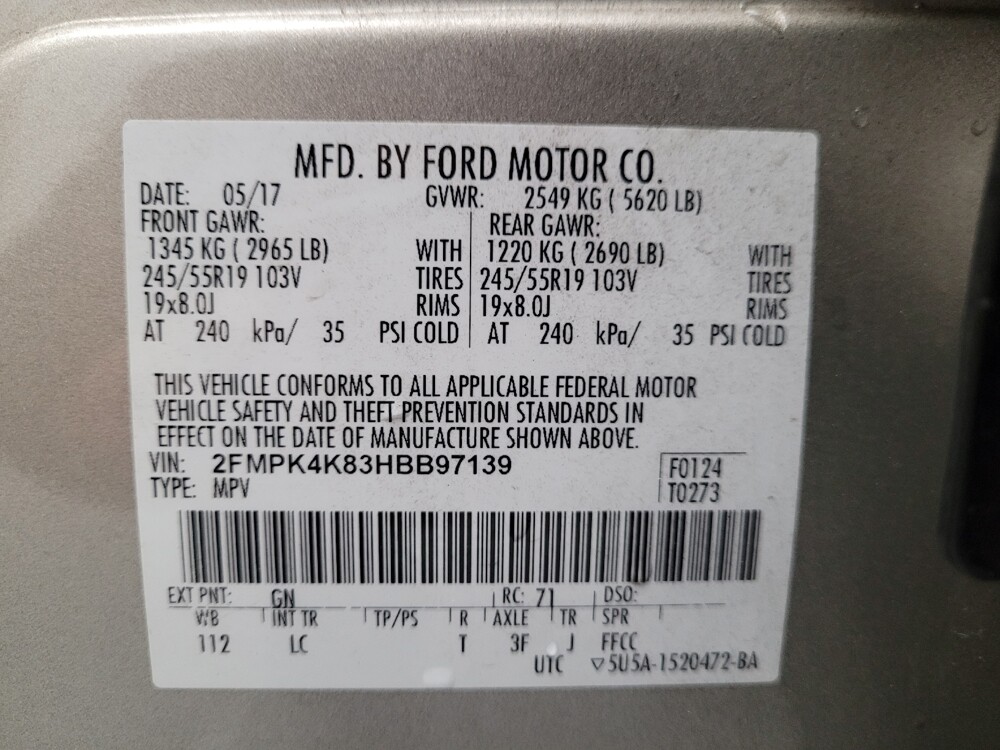 MFD. BY FORD MOTOR CO.
DATE: 05/17 GVWR: 2549 KG ( 5620 LB)
FRONT GAWR: REAR GAWR:
1345 KG ( 2965 LB) WITH 1220 KG ( 2690 LB) WITH
245/55R19 103V TIRES 245/55R19 103V TIRES
19x8.0J RIMS 19x8.0J RIMS
AT 240 kPa/ 35 PSI COLD AT 240 kPa/ 35 PSI COLD
THIS VEHICLE CONFORMS TO ALL APPLICABLE FEDERAL MOTOR
VEHICLE SAFETY AND THEFT PREVENTION STANDARDS IN
EFFECT ON THE DATE OF MANUFACTURE SHOWN ABOVE.
VIN: 2FMPK4K83HBB97139 F0124
TYPE: MPV T0273
EXT PNT: GN RC: 71 DSO:
WB INT TR TP/PS R AXLE TR SPR
112 LC T 3F J FFCC
UTC ▽5U5A-1520472-BA